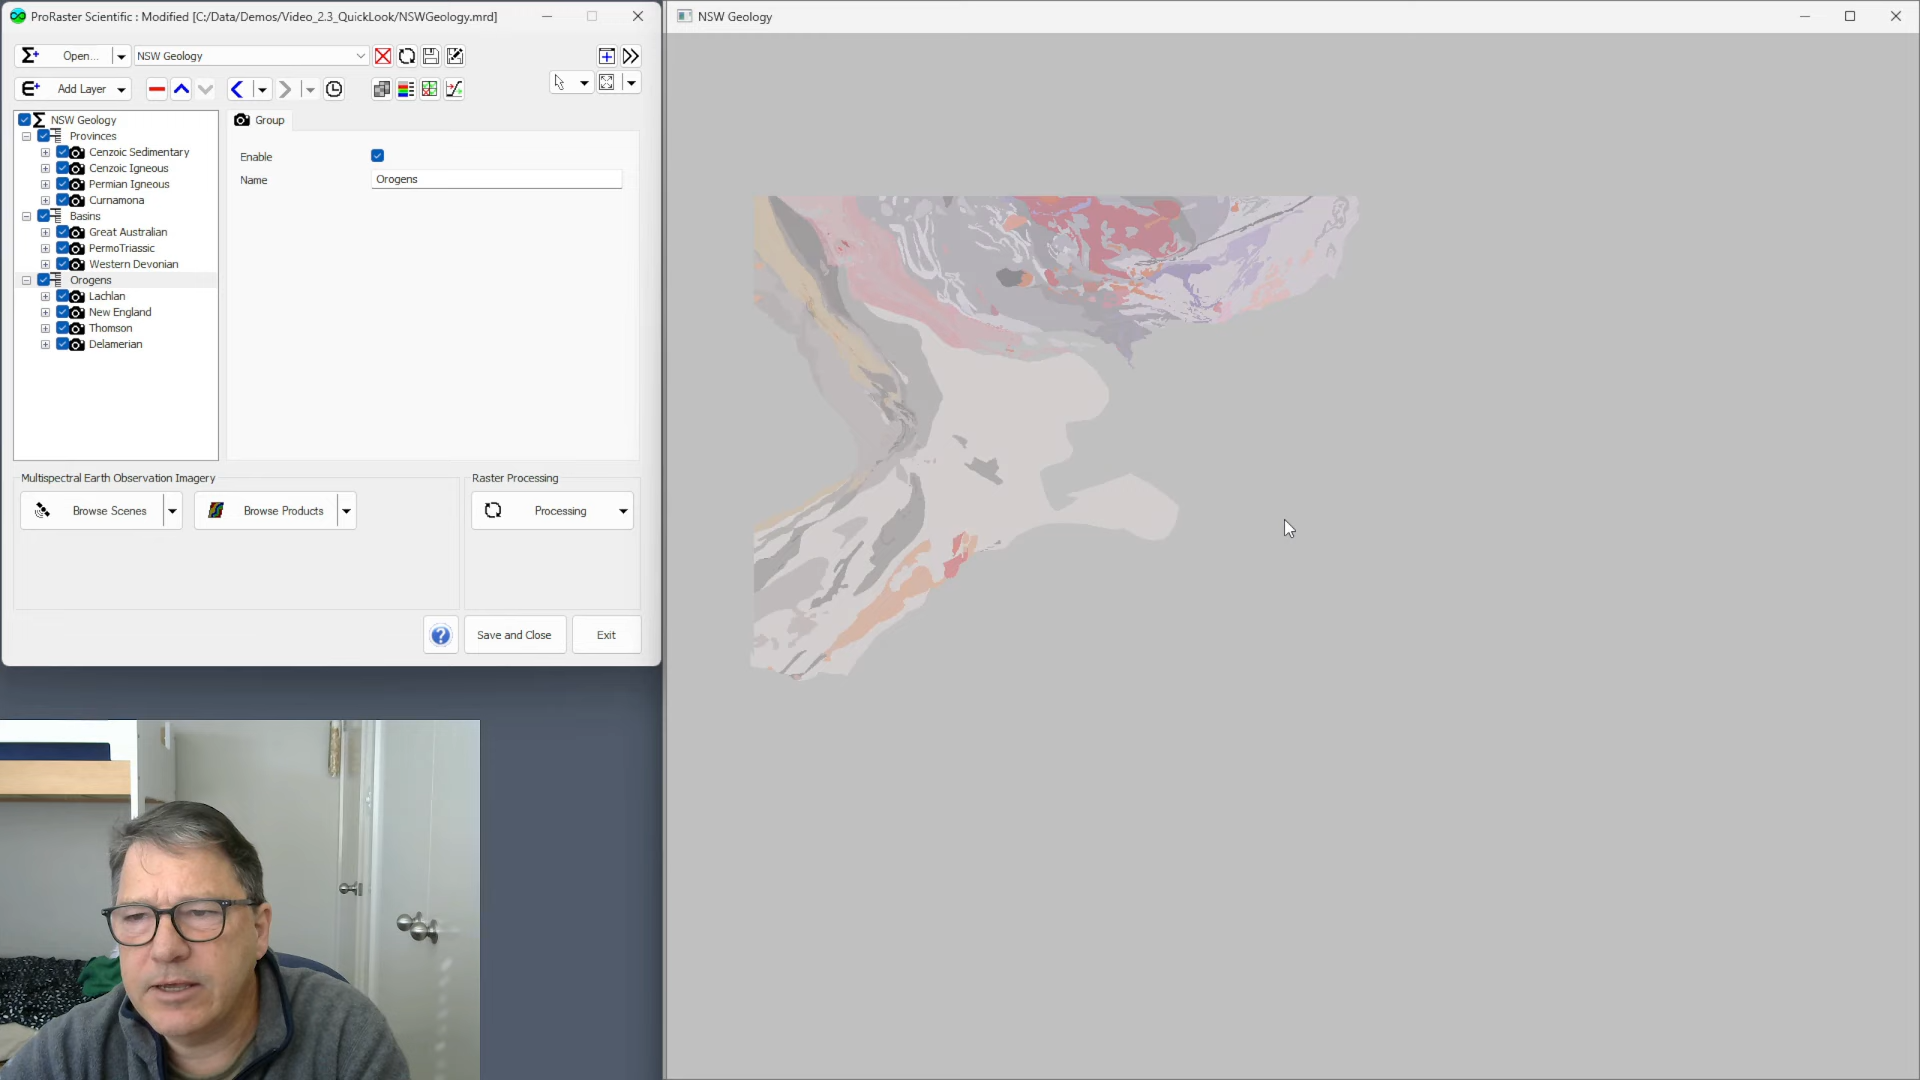 ProRaster Scientific : Modified [C:/Data/Demos/Video_2.3_QuickLook/NSWGeology.mrd]
NSW Geology
Open...
NSW Geology
Add Layer
NSW Geology
Provinces
Cenzoic Sedimentary
Cenzoic Igneous
Permian Igneous
Curnamona
Basins
Great Australian
PermoTriassic
Western Devonian
Orogens
Lachlan
New England
Thomson
Delamerian
Group
Enable
Name
Orogens
Multispectral Earth Observation Imagery
Raster Processing
Browse Scenes
Browse Products
Processing
Save and Close
Exit